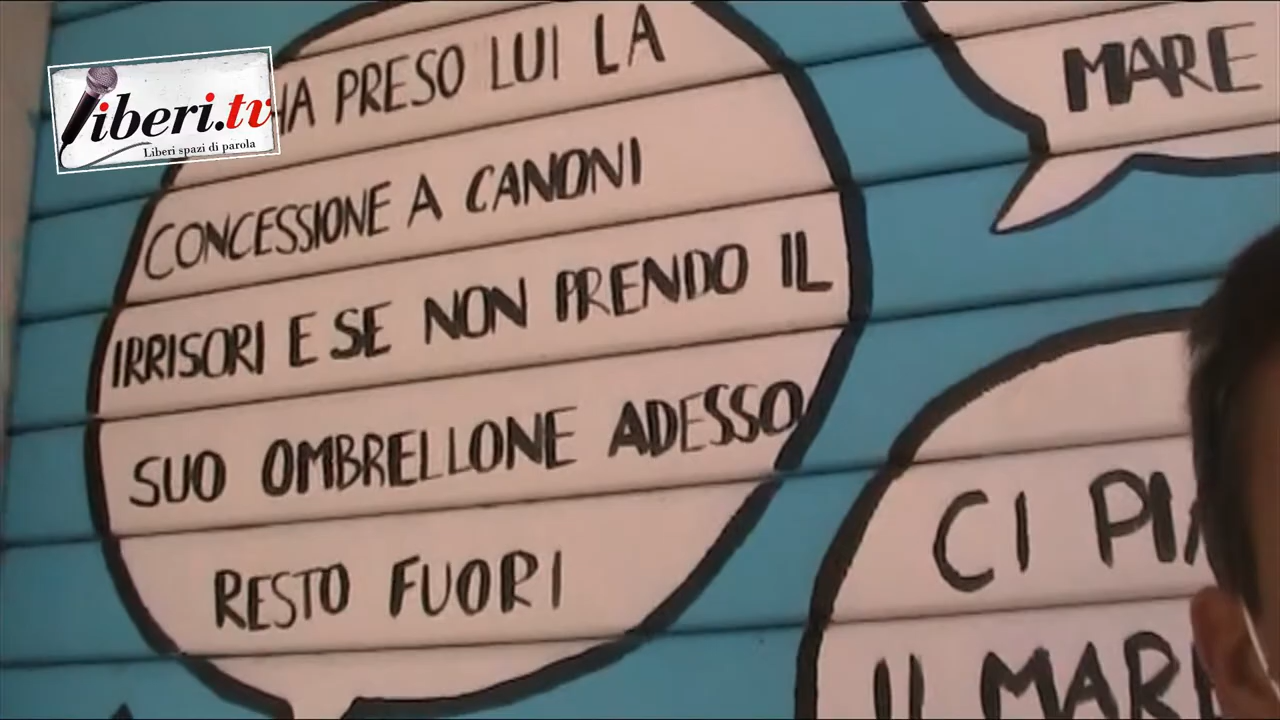 liberi.tv
Liberi spazi di parola
HA PRESO LUI LA
CONCESSIONE A CANONI
IRRISORI E SE NON PRENDO IL
SUO OMBRELLONE ADESSO
RESTO FUORI
MARE
CI
IL MARE